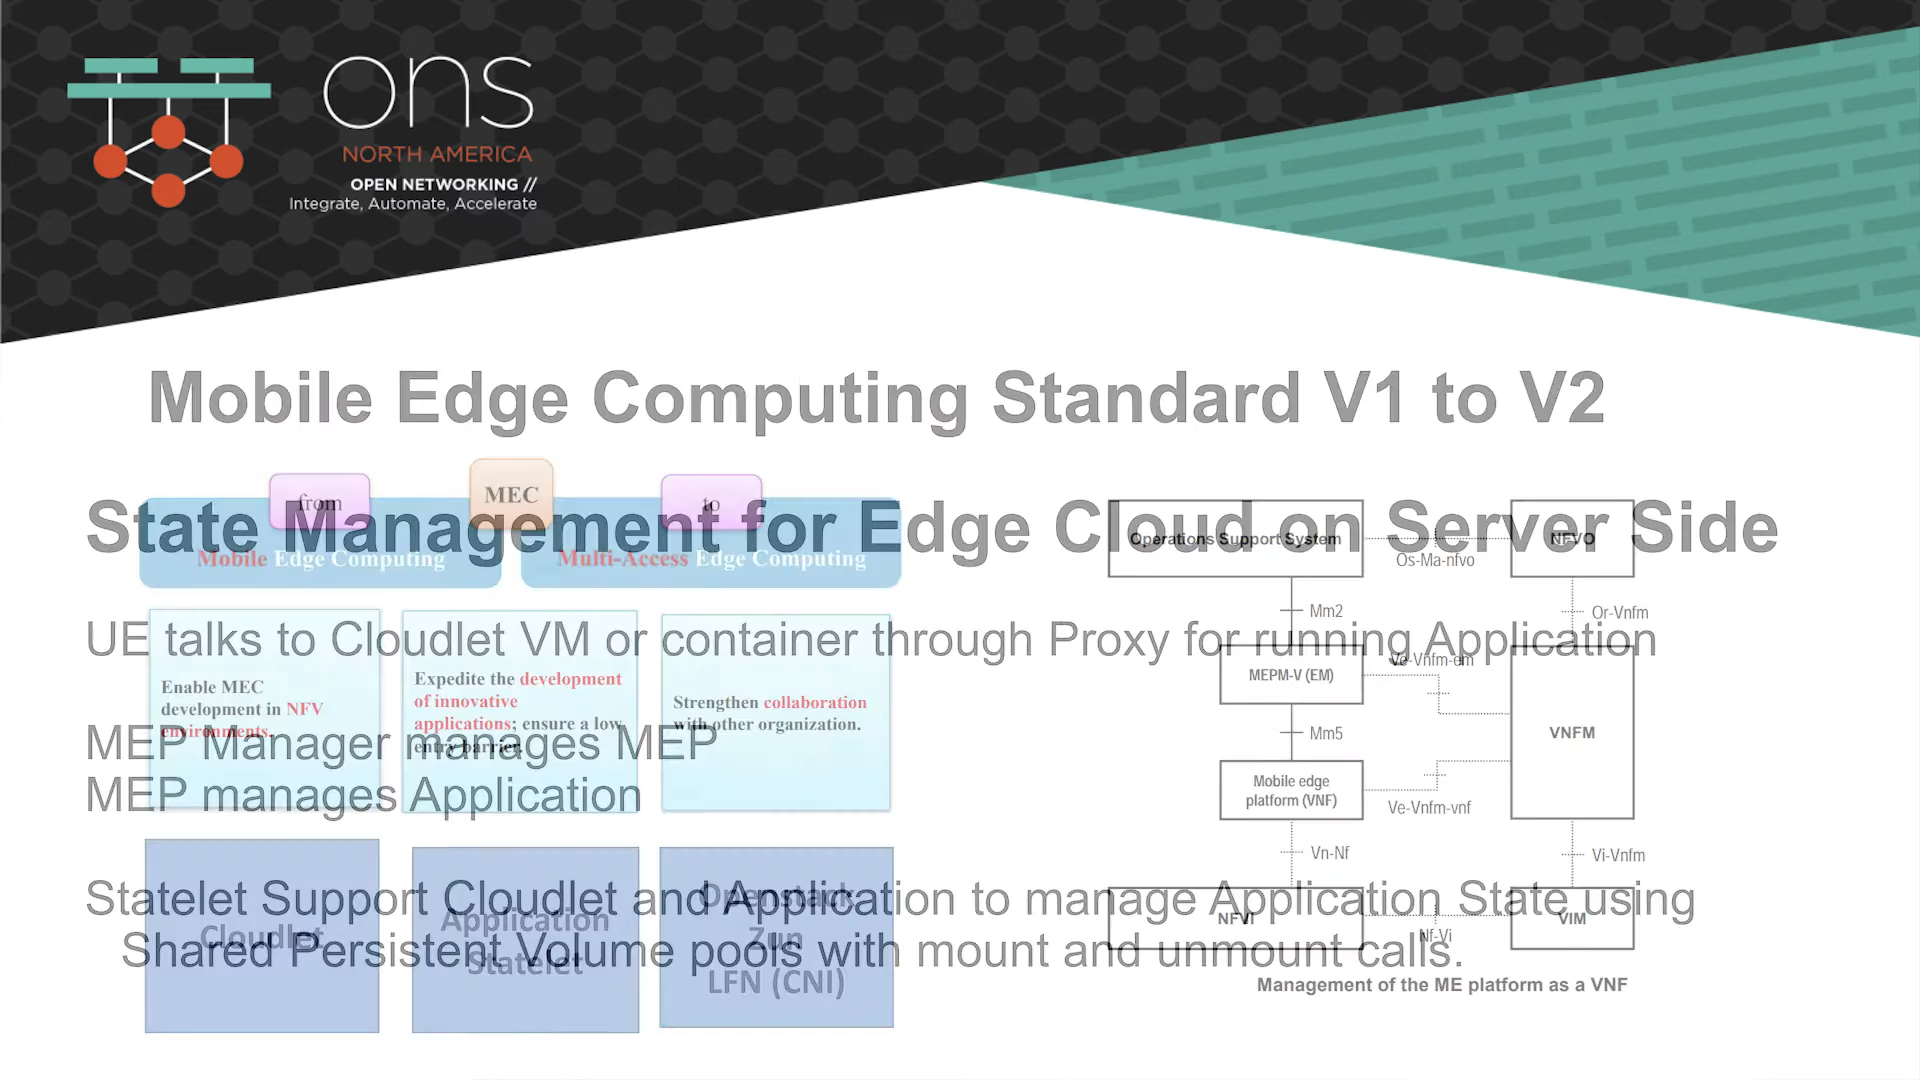 ons
NORTH AMERICA
OPEN NETWORKING //
Integrate, Automate, Accelerate
Mobile Edge Computing Standard V1 to V2
from
MEC
to
Mobile Edge Computing
Multi-Access Edge Computing
State Management for Edge Cloud on Server Side
UE talks to Cloudlet VM or container through Proxy for running Application
MEP Manager manages MEP
MEP manages Application
Statelet Support Cloudlet and Application to manage Application State using
Shared Persistent Volume pools with mount and unmount calls.
Enable MEC
development in NFV
environments.
Expedite the development
of innovative
applications; ensure a low
entry barrier.
Strengthen collaboration
with other organization.
Cloudlet
Application
Statelet
Openstack
Zun
LFN (CNI)
Operations Support System
Os-Ma-nfvo
NFVO
Mm2
Or-Vnfm
Ve-Vnfm-em
MEPM-V (EM)
Mm5
VNFM
Mobile edge
platform (VNF)
Ve-Vnfm-vnf
Vn-Nf
Vi-Vnfm
NFVI
Nf-Vi
VIM
Management of the ME platform as a VNF